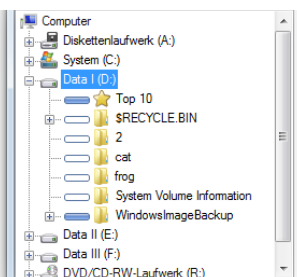 Computer
Diskettenlaufwerk (A:)
System (C:)
Data I (D:)
Top 10
$RECYCLE.BIN
2
cat
frog
System Volume Information
WindowsImageBackup
Data II (E:)
Data III (F:)
DVD/CD-RW-Laufwerk (R:)